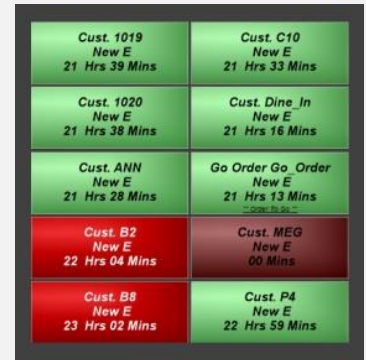 Cust. 1019
New E
21 Hrs 39 Mins
Cust. C10
New E
21 Hrs 33 Mins
Cust. 1020
New E
21 Hrs 38 Mins
Cust. Dine_In
New E
21 Hrs 16 Mins
Cust. ANN
New E
21 Hrs 28 Mins
Go Order Go_Order
New E
21 Hrs 13 Mins
** Order To Go **
Cust. B2
New E
22 Hrs 04 Mins
Cust. MEG
New E
00 Mins
Cust. B8
New E
23 Hrs 02 Mins
Cust. P4
New E
22 Hrs 59 Mins